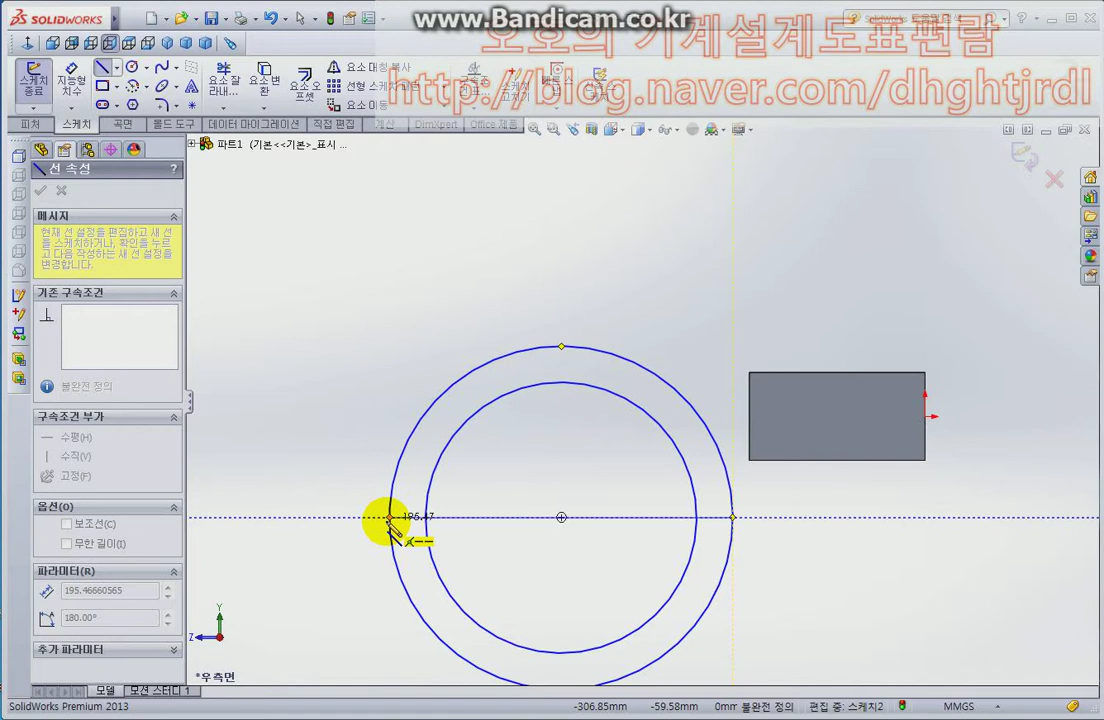 www.Bandicam.co.kr
SOLIDWORKS
오호의 기계설계도표편람
http://blog.naver.com/dhghtjrdl
스케치 종료
지능형 치수
요소 잘라내...
요소 변환
요소 오프셋
요소 대칭 복사
요소 이동
피처
스케치
곡면
몰드 도구
데이터 마이그레이션
직접 편집
계산
DimXpert
Office 제품
파트1 (기본<<기본>_표시 ...
선 속성
?
메시지
현재 선 설정을 편집하고 새 선
을 스케치하거나, 확인을 누르
고 다음 작성하는 새 선 설정을
변경합니다.
기존 구속조건
불완전 정의
구속조건 부가
수평(H)
수직(V)
고정(F)
옵션(O)
보조선(C)
무한 길이(I)
파라미터(R)
195.46660565
180.00°
추가 파라미터
195.47
Y
Z
*우측면
모델
모션 스터디 1
SolidWorks Premium 2013
-306.85mm
-59.58mm
0mm
불완전 정의
편집 중: 스케치2
MMGS